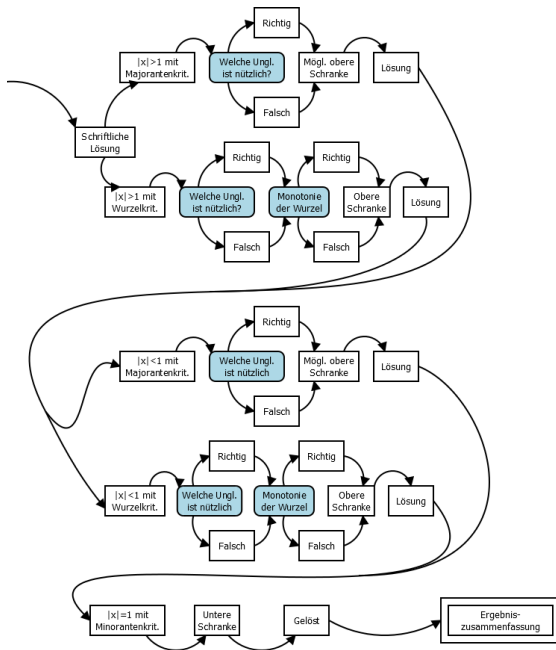 Richtig
|x|>1 mit
Majorantenkrit.
Welche Ungl.
ist nützlich?
Mögl. obere
Schranke
Lösung
Falsch
Schriftliche
Lösung
Richtig
Richtig
|x|>1 mit
Wurzelkrit.
Welche Ungl.
ist nützlich?
Monotonie
der Wurzel
Obere
Schranke
Lösung
Falsch
Falsch
Richtig
|x|<1 mit
Majorantenkrit.
Welche Ungl.
ist nützlich
Mögl. obere
Schranke
Lösung
Falsch
Richtig
Richtig
|x|<1 mit
Wurzelkrit.
Welche Ungl.
ist nützlich
Monotonie
der Wurzel
Obere
Schranke
Lösung
Falsch
Falsch
|x|=1 mit
Minorantenkrit.
Untere
Schranke
Gelöst
Ergebnis-
zusammenfassung